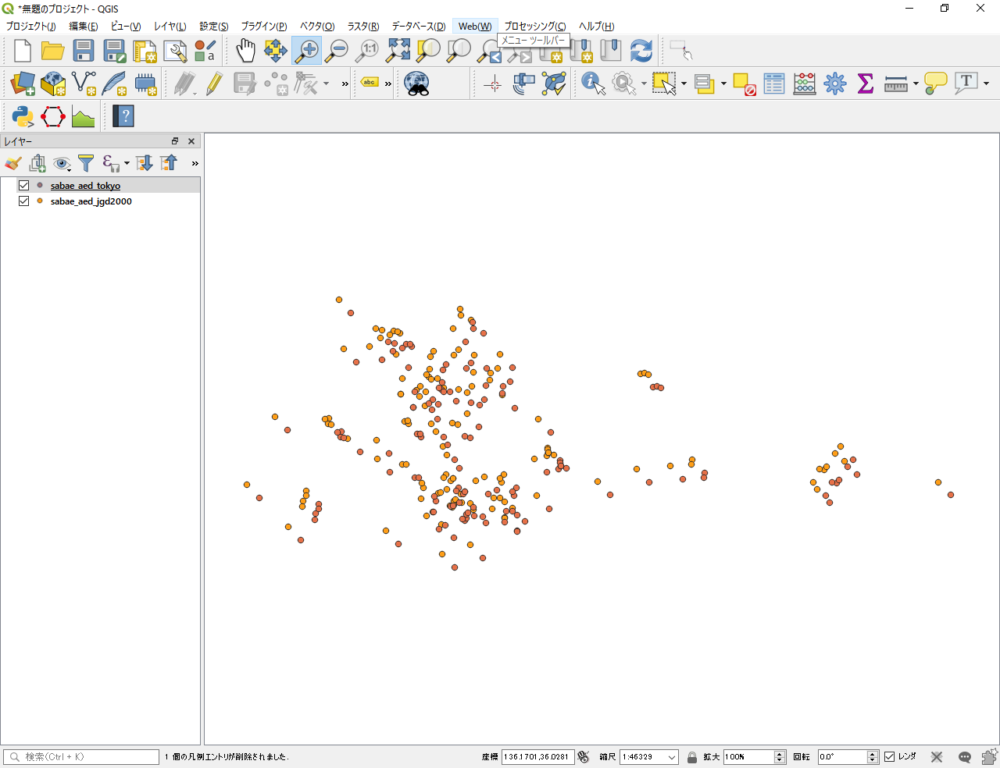 *無題のプロジェクト - QGIS
プロジェクト(J) 編集(E) ビュー(V) レイヤ(L) 設定(S) プラグイン(P) ベクタ(O) ラスタ(R) データベース(D) Web(W) プロセッシング(C) ヘルプ(H)
メニュー ツールバー
1:1
abc
T
?
レイヤー
sabae_aed_tokyo
sabae_aed_jgd2000
検索(Ctrl + K)
1 個の凡例エントリが削除されました.
座標 136.1701,36.0281 縮尺 1:46329 拡大 100% 回転 0.0° レンダ